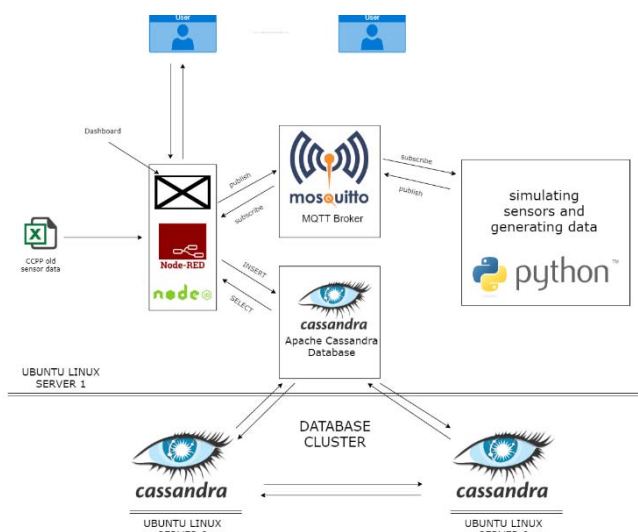 User
User
Dashboard
publish
subscribe
mosquitto
MQTT Broker
subscribe
publish
simulating
sensors and
generating data
python™
CCPP old
sensor data
Node-RED
node
INSERT
SELECT
cassandra
Apache Cassandra
Database
UBUNTU LINUX
SERVER 1
DATABASE
CLUSTER
cassandra
cassandra
UBUNTU LINUX
UBUNTU LINUX